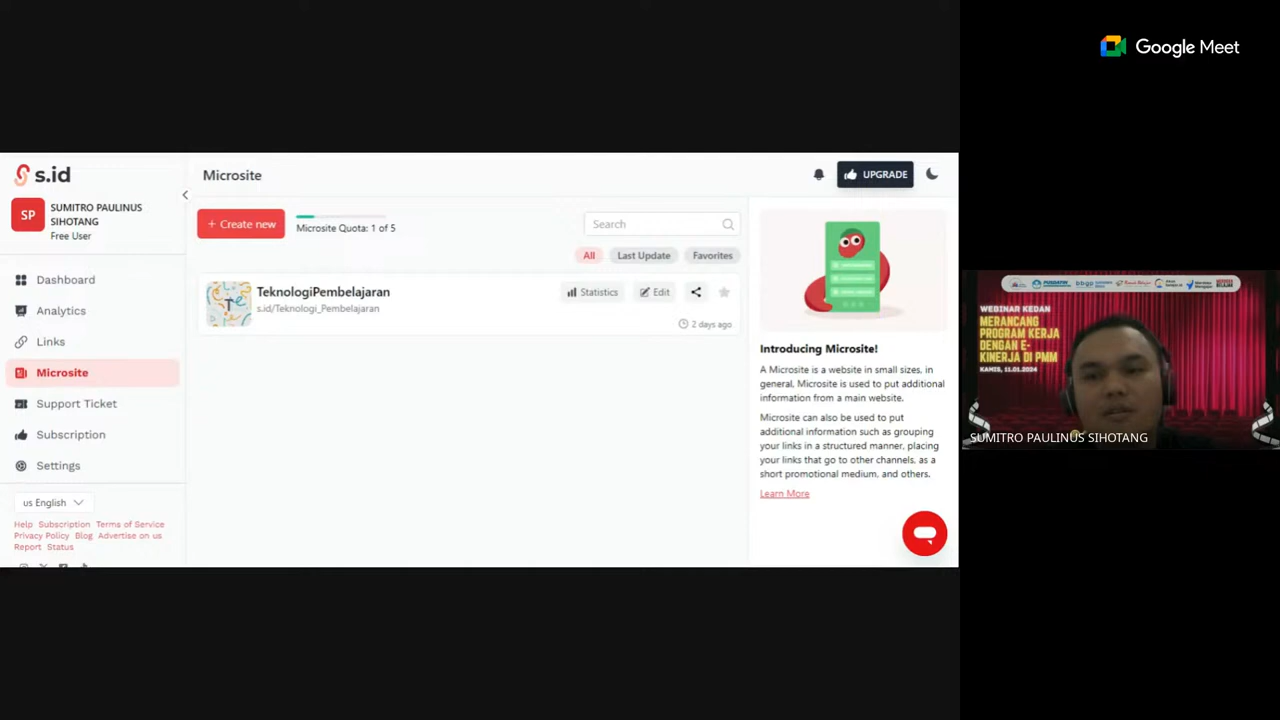 Google Meet
s.id
SP
SUMITRO PAULINUS
SIHOTANG
Free User
Dashboard
Analytics
Links
Microsite
Support Ticket
Subscription
Settings
us English
Help Subscription Terms of Service
Privacy Policy Blog Advertise on us
Report Status
Microsite
UPGRADE
+ Create new
Microsite Quota: 1 of 5
Search
All
Last Update
Favorites
TeknologiPembelajaran
s.id/Teknologi_Pembelajaran
Statistics
Edit
2 days ago
Introducing Microsite!
A Microsite is a website in small sizes, in
general, Microsite is used to put additional
information from a main website.
Microsite can also be used to put
additional information such as grouping
your links in a structured manner, placing
your links that go to other channels, as a
short promotional medium, and others.
Learn More
WEBINAR KEDAN
MERANCANG
PROGRAM KERJA
DENGAN E-
KINERJA DI PMM
KAMIS, 11.01.2024
SUMITRO PAULINUS SIHOTANG